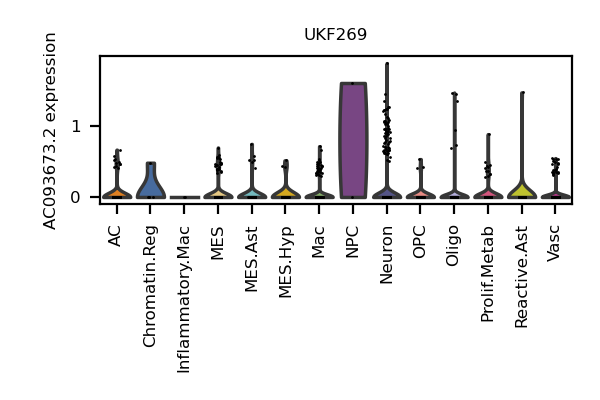 UKF269
AC093673.2 expression
1
0
AC
Chromatin.Reg
Inflammatory.Mac
MES
MES.Ast
MES.Hyp
Mac
NPC
Neuron
OPC
Oligo
Prolif.Metab
Reactive.Ast
Vasc